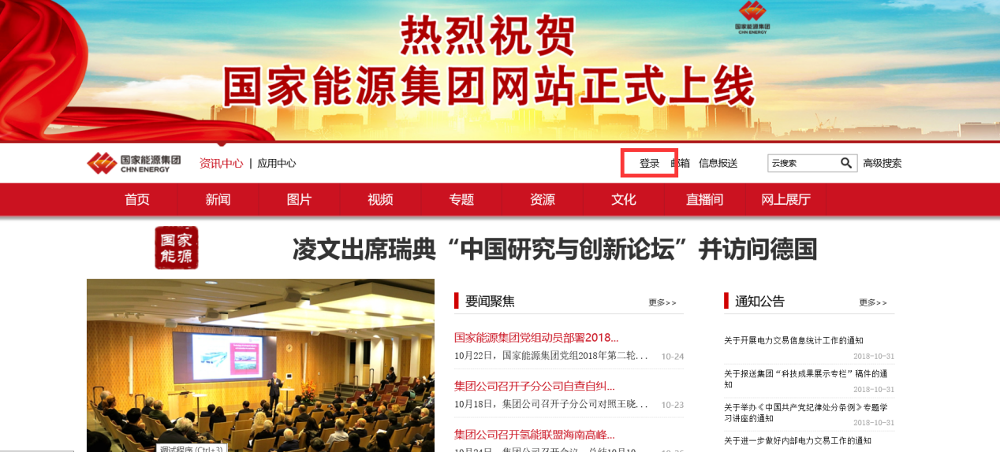 国家能源集团
CHN ENERGY
热烈祝贺
国家能源集团网站正式上线
国家能源集团
CHN ENERGY
资讯中心 | 应用中心
登录 邮箱 信息报送
云搜索
高级搜索
首页 新闻 图片 视频 专题 资源 文化 直播间 网上展厅
国家
能源
凌文出席瑞典“中国研究与创新论坛”并访问德国
要闻聚焦 更多>>
国家能源集团党组动员部署2018...
10月22日，国家能源集团党组2018年第二轮... 10-24
集团公司召开子分公司自查自纠...
10月18日，集团公司召开子分公司对照王晓... 10-23
集团公司召开氢能联盟海南高峰...
通知公告 更多>>
关于开展电力交易信息统计工作的通知
2018-10-31
关于报送集团“科技成果展示专栏”稿件的通
知
2018-10-31
关于举办《中国共产党纪律处分条例》专题学
习讲座的通知
2018-10-31
关于进一步做好内部电力交易工作的通知
调试程序 (Ctrl+3)